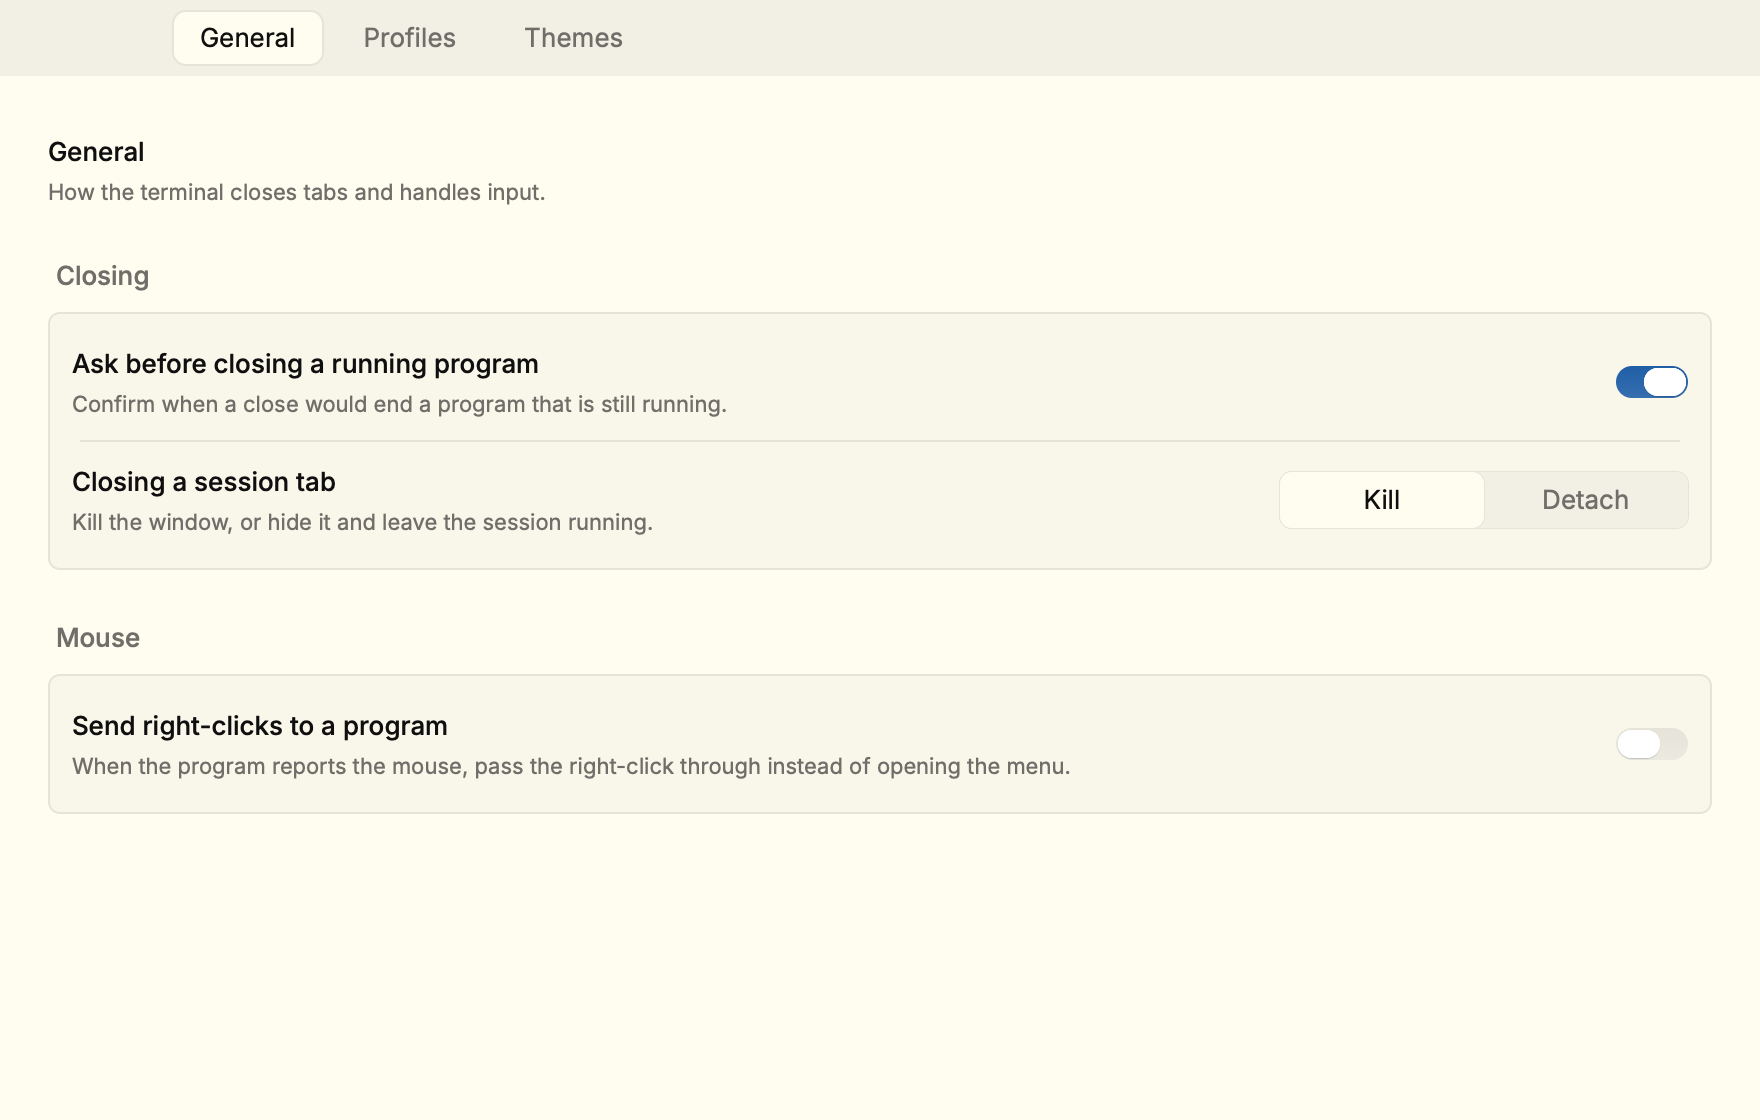 General
Profiles
Themes
General
How the terminal closes tabs and handles input.
Closing
Ask before closing a running program
Confirm when a close would end a program that is still running.
Closing a session tab
Kill the window, or hide it and leave the session running.
Kill
Detach
Mouse
Send right-clicks to a program
When the program reports the mouse, pass the right-click through instead of opening the menu.